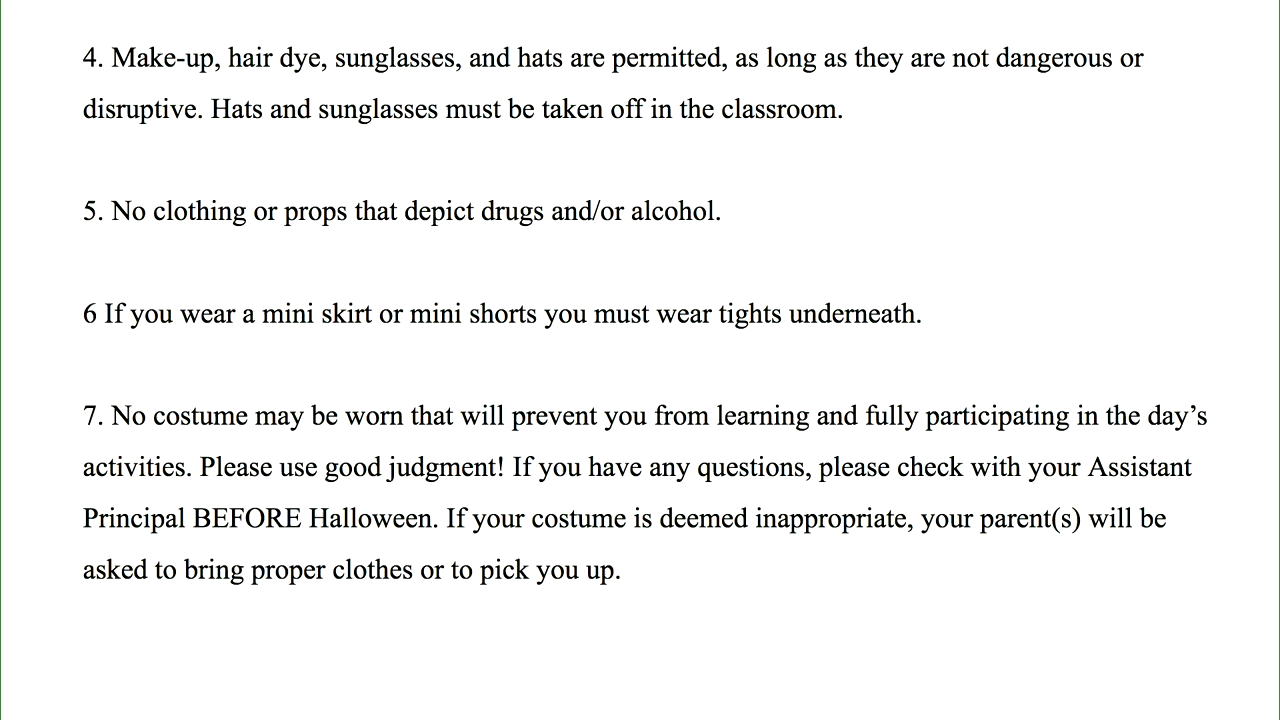 4. Make-up, hair dye, sunglasses, and hats are permitted, as long as they are not dangerous or
disruptive. Hats and sunglasses must be taken off in the classroom.
5. No clothing or props that depict drugs and/or alcohol.
6 If you wear a mini skirt or mini shorts you must wear tights underneath.
7. No costume may be worn that will prevent you from learning and fully participating in the day’s
activities. Please use good judgment! If you have any questions, please check with your Assistant
Principal BEFORE Halloween. If your costume is deemed inappropriate, your parent(s) will be
asked to bring proper clothes or to pick you up.